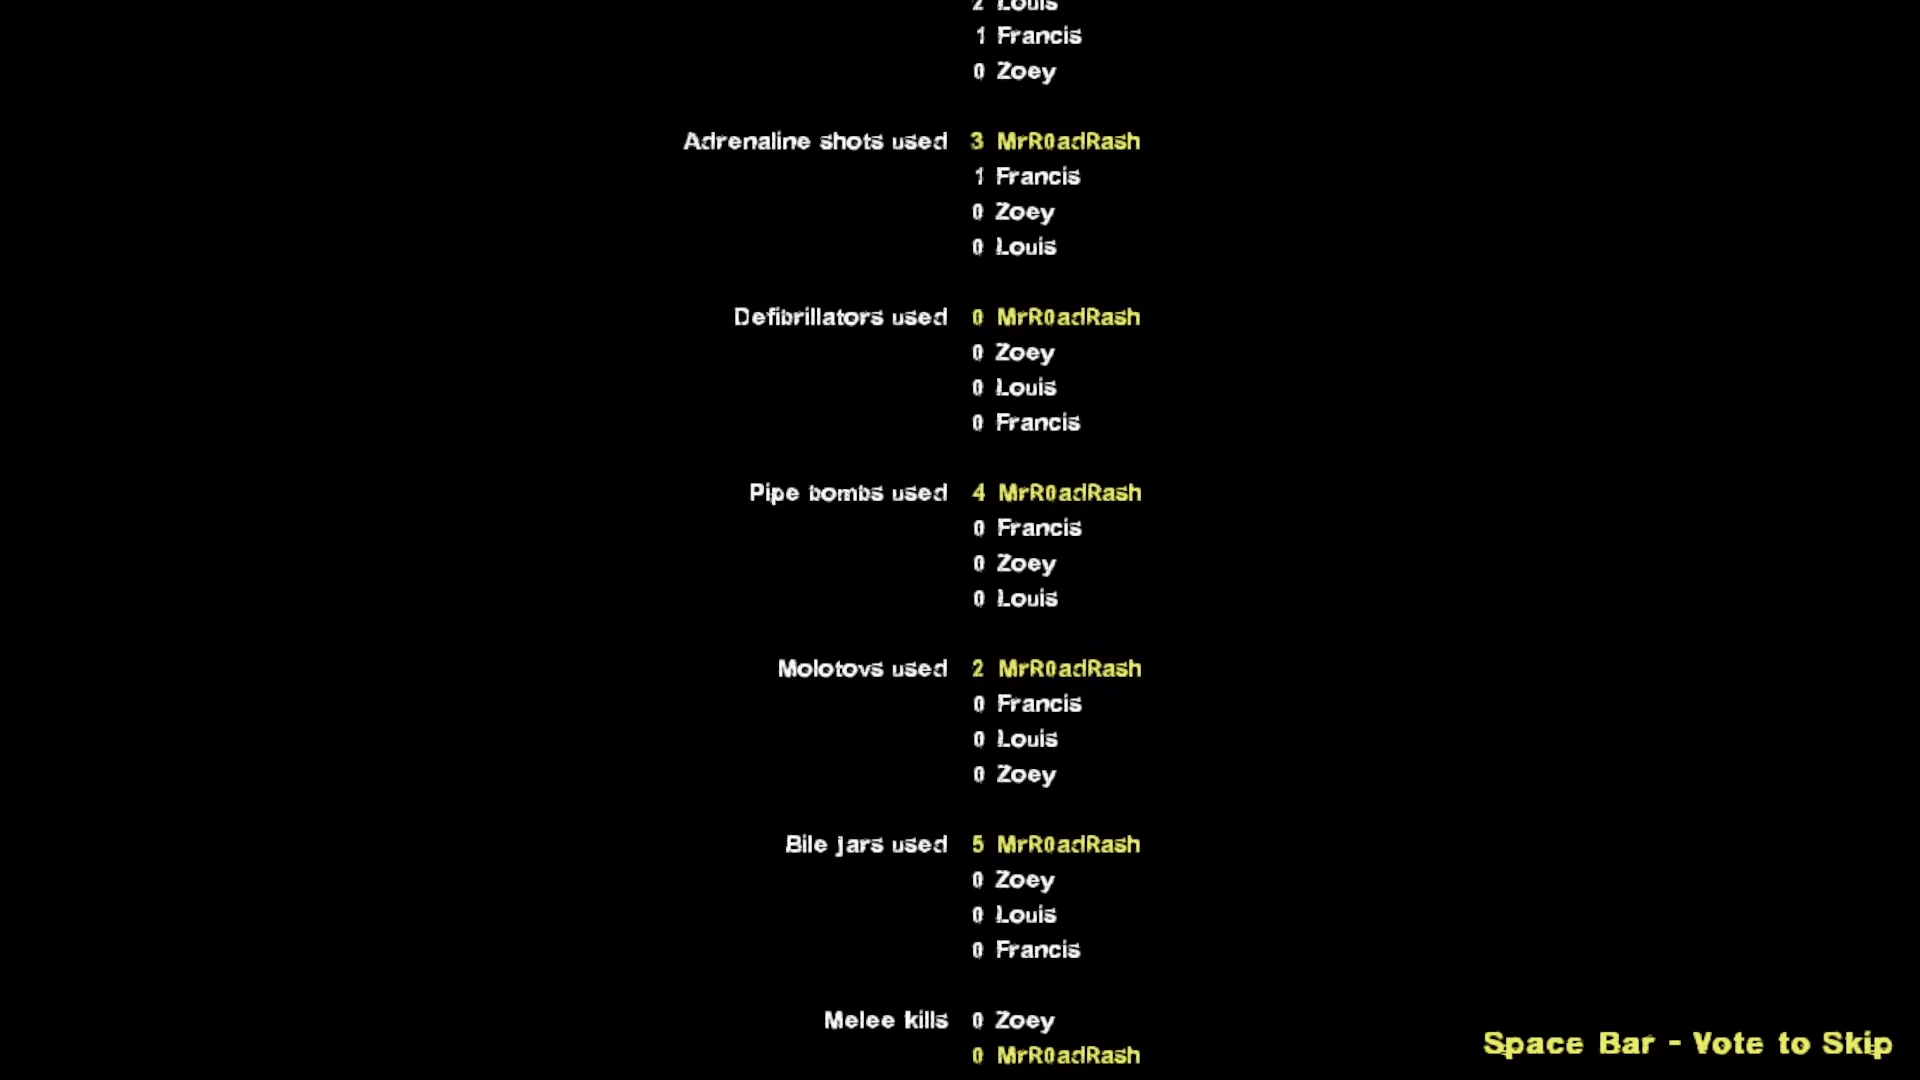 2 Louis
1 Francis
0 Zoey
Adrenaline shots used 3 MrR0adRash
1 Francis
0 Zoey
0 Louis
Defibrillators used 0 MrR0adRash
0 Zoey
0 Louis
0 Francis
Pipe bombs used 4 MrR0adRash
0 Francis
0 Zoey
0 Louis
Molotovs used 2 MrR0adRash
0 Francis
0 Louis
0 Zoey
Bile jars used 5 MrR0adRash
0 Zoey
0 Louis
0 Francis
Melee kills 0 Zoey
0 MrR0adRash
Space Bar - Vote to Skip